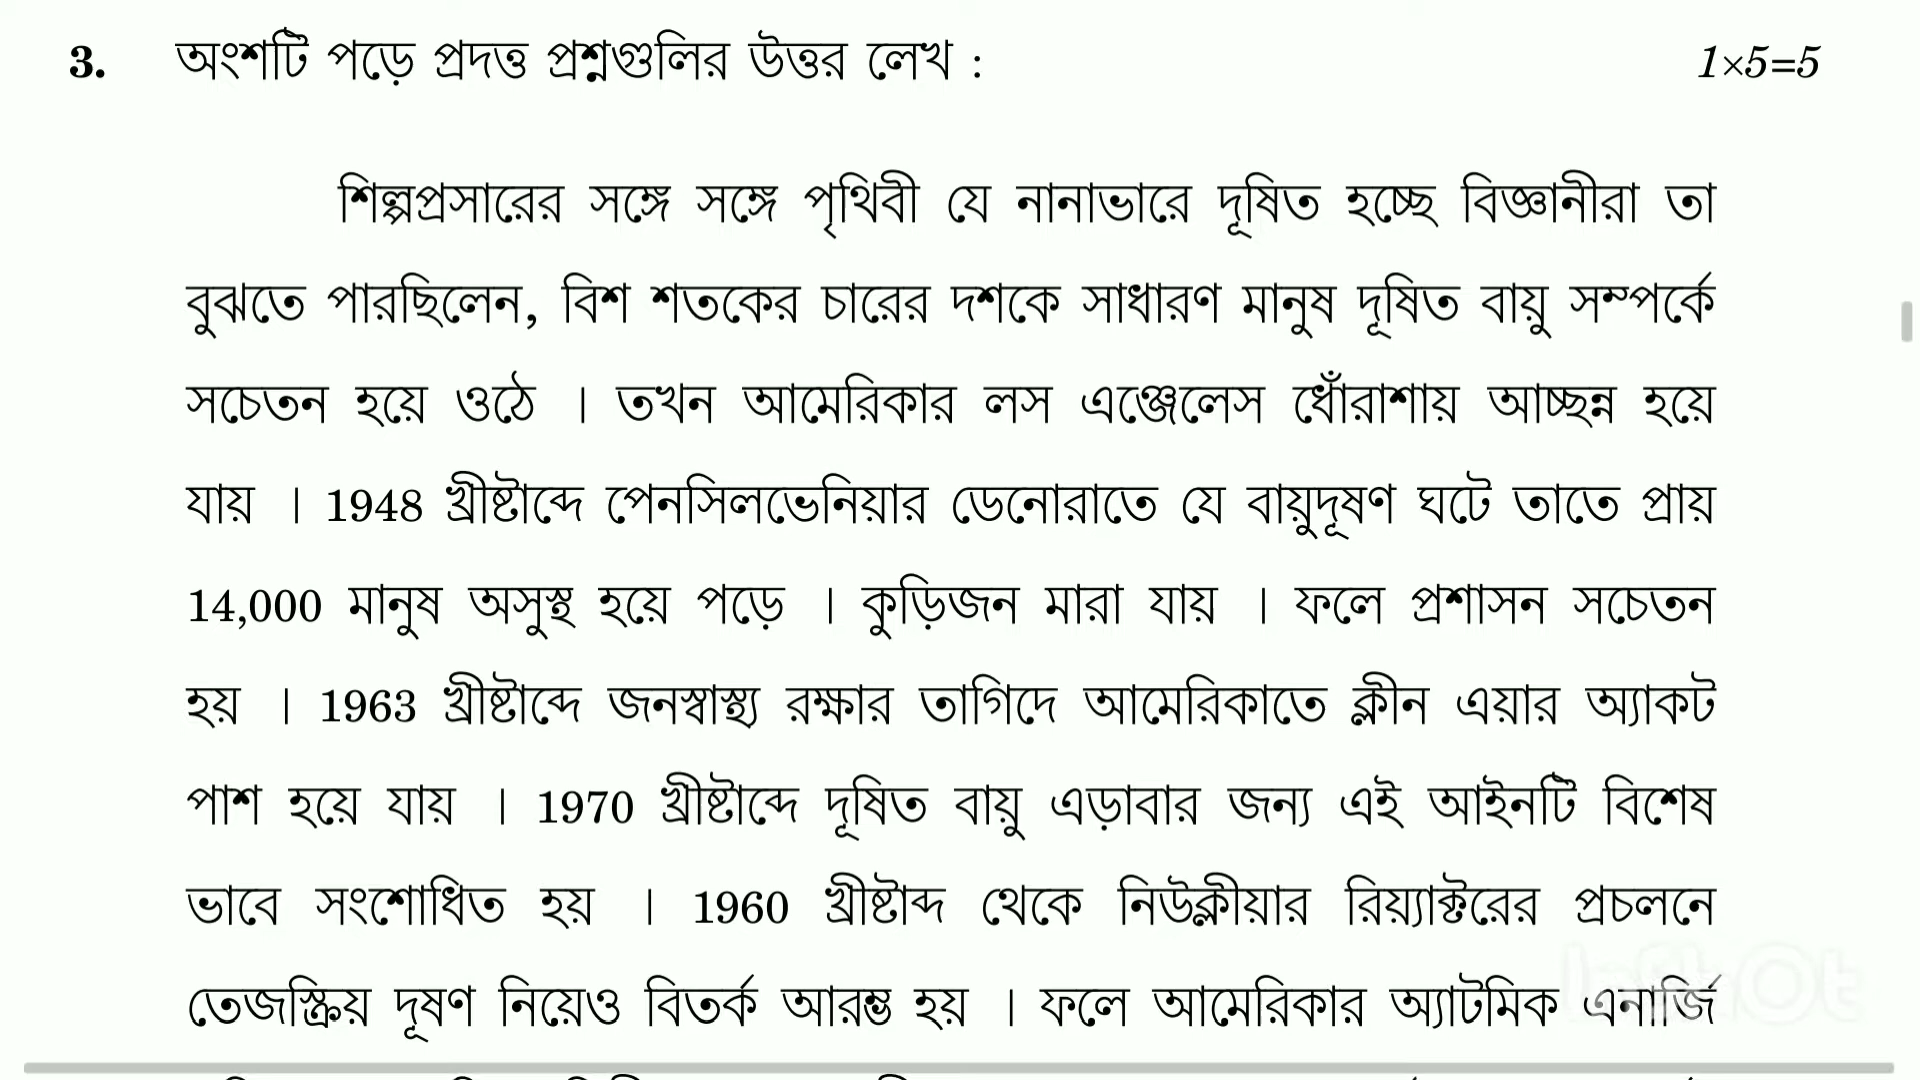 3. অংশটি পড়ে প্রদত্ত প্রশ্নগুলির উত্তর লেখ : 1×5=5
শিল্পপ্রসারের সঙ্গে সঙ্গে পৃথিবী যে নানাভারে দূষিত হচ্ছে বিজ্ঞানীরা তা
বুঝতে পারছিলেন, বিশ শতকের চারের দশকে সাধারণ মানুষ দূষিত বায়ু সম্পর্কে
সচেতন হয়ে ওঠে । তখন আমেরিকার লস এঞ্জেলেস ধোঁরাশায় আচ্ছন্ন হয়ে
যায় । 1948 খ্রীষ্টাব্দে পেনসিলভেনিয়ার ডেনোরাতে যে বায়ুদূষণ ঘটে তাতে প্রায়
14,000 মানুষ অসুস্থ হয়ে পড়ে । কুড়িজন মারা যায় । ফলে প্রশাসন সচেতন
হয় । 1963 খ্রীষ্টাব্দে জনস্বাস্থ্য রক্ষার তাগিদে আমেরিকাতে ক্লীন এয়ার অ্যাকট
পাশ হয়ে যায় । 1970 খ্রীষ্টাব্দে দূষিত বায়ু এড়াবার জন্য এই আইনটি বিশেষ
ভাবে সংশোধিত হয় । 1960 খ্রীষ্টাব্দ থেকে নিউক্লীয়ার রিয়্যাক্টরের প্রচলনে
তেজস্ক্রিয় দূষণ নিয়েও বিতর্ক আরম্ভ হয় । ফলে আমেরিকার অ্যাটমিক এনার্জি